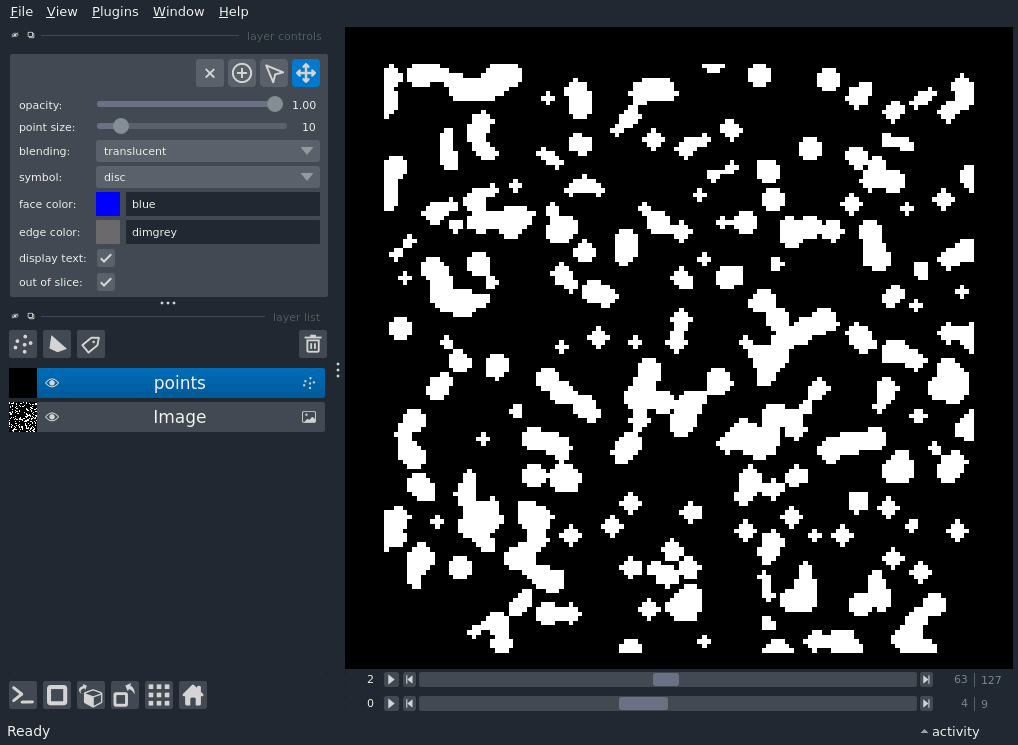 File View Plugins Window Help
layer controls
opacity: 1.00
point size: 10
blending: translucent
symbol: disc
face color: blue
edge color: dimgrey
display text:
out of slice:
layer list
points
Image
2 63 127
0 4 9
Ready activity